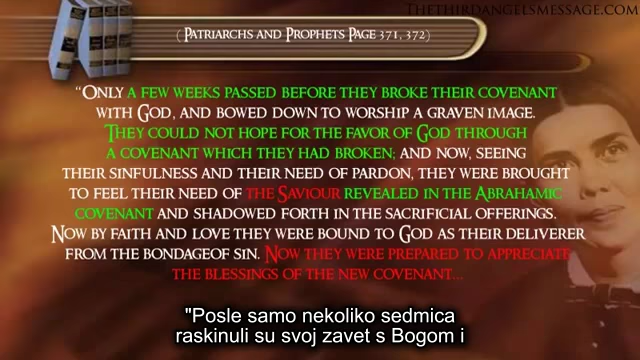 Thethirdangelsmessage.com
( Patriarchs and Prophets Page 371, 372)
“Only a few weeks passed before they broke their covenant
with God, and bowed down to worship a graven image.
They could not hope for the favor of God through
a covenant which they had broken; and now, seeing
their sinfulness and their need of pardon, they were brought
to feel their need of the Saviour revealed in the Abrahamic
covenant and shadowed forth in the sacrificial offerings.
Now by faith and love they were bound to God as their deliverer
from the bondageof sin. Now they were prepared to appreciate
the blessings of the new covenant...
"Posle samo nekoliko sedmica
raskinuli su svoj zavet s Bogom i